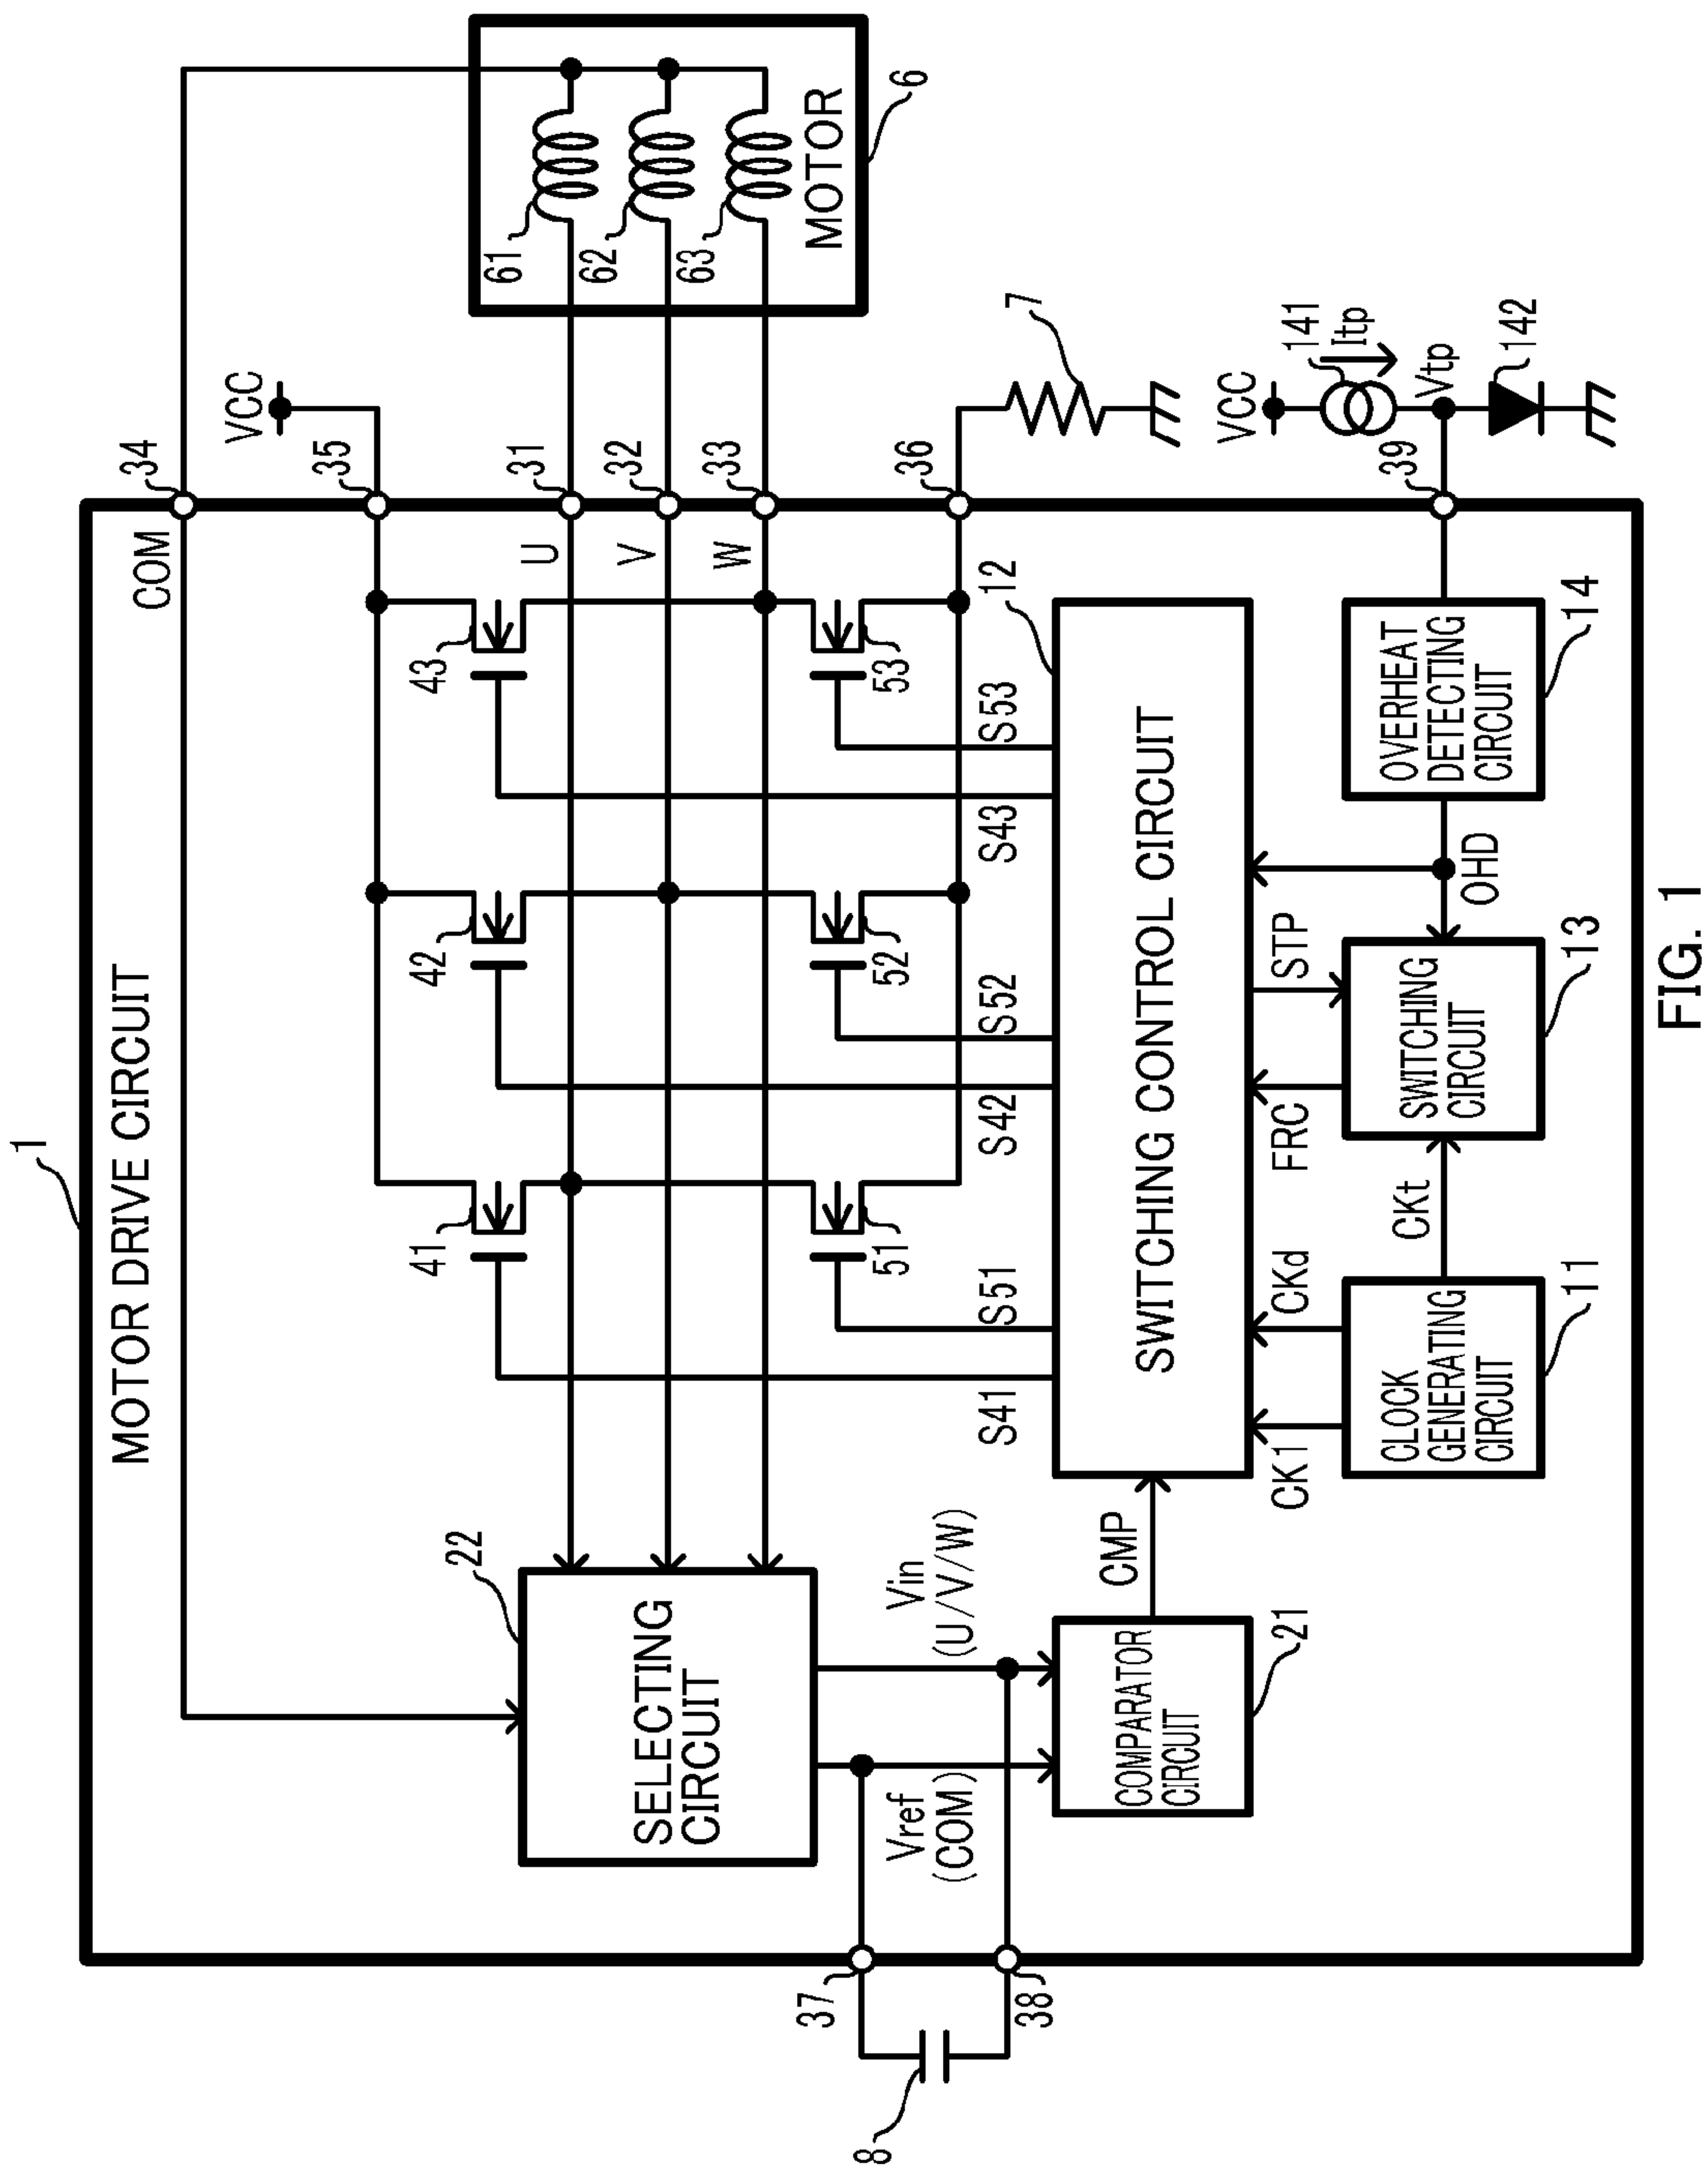 1
MOTOR DRIVE CIRCUIT
COM
34
VCC
35
22
SELECTING
CIRCUIT
41
42
43
U
31
V
32
W
33
61
62
63
MOTOR
6
51
52
53
37
Vref
(COM)
Vin
(U/V/W)
36
7
S41
S51
S42
S52
S43
S53
12
38
8
COMPARATOR
CIRCUIT
21
CMP
SWITCHING CONTROL CIRCUIT
CK1
CKd
FRC
STP
VCC
141
Itp
CLOCK
GENERATING
CIRCUIT
11
CKt
SWITCHING
CIRCUIT
13
OHD
OVERHEAT
DETECTING
CIRCUIT
14
39
Vtp
142
FIG. 1